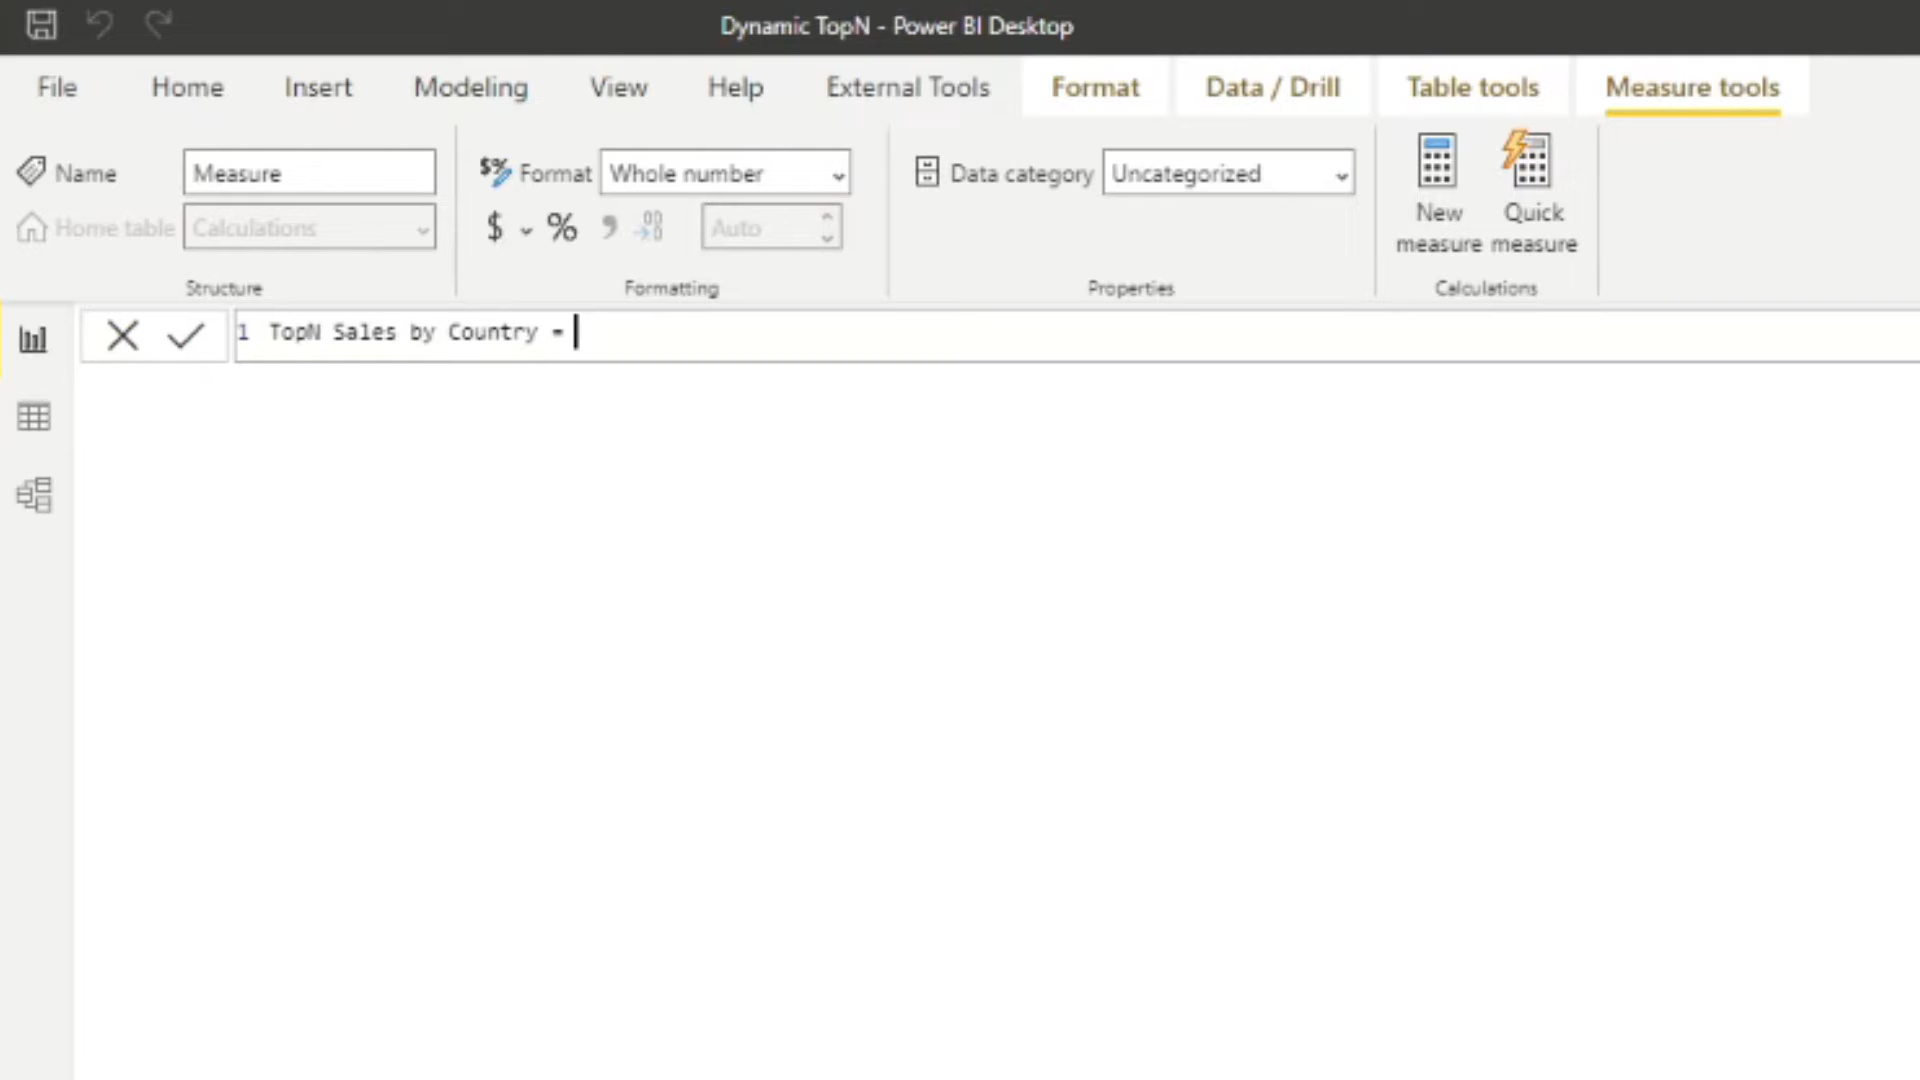 Dynamic TopN - Power BI Desktop
File Home Insert Modeling View Help External Tools Format Data / Drill Table tools Measure tools
Name Measure
Home table Calculations
Structure
$% Format Whole number
$ % , .00 →.0 Auto
Formatting
Data category Uncategorized
Properties
New measure
Quick measure
Calculations
1 TopN Sales by Country =